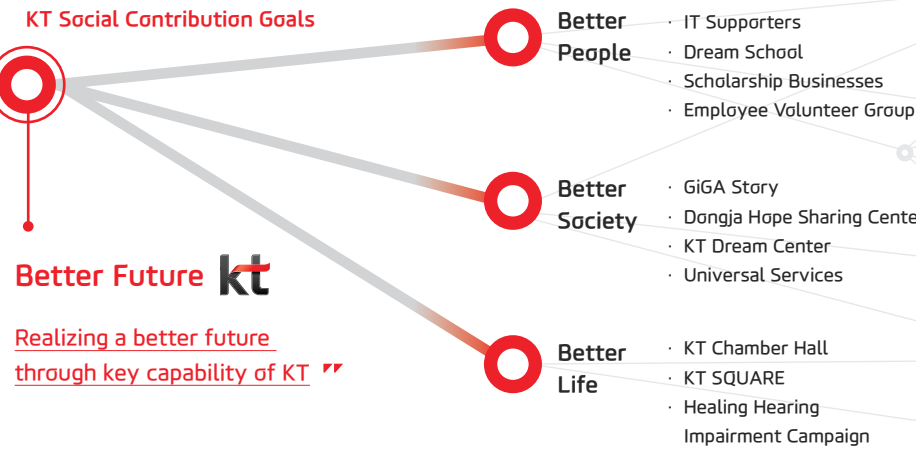 KT Social Contribution Goals
Better Future kt
Realizing a better future
through key capability of KT "
Better
People
· IT Supporters
· Dream School
· Scholarship Businesses
· Employee Volunteer Group
Better
Society
· GiGA Story
· Dongja Hope Sharing Cente
· KT Dream Center
· Universal Services
Better
Life
· KT Chamber Hall
· KT SQUARE
· Healing Hearing
Impairment Campaign